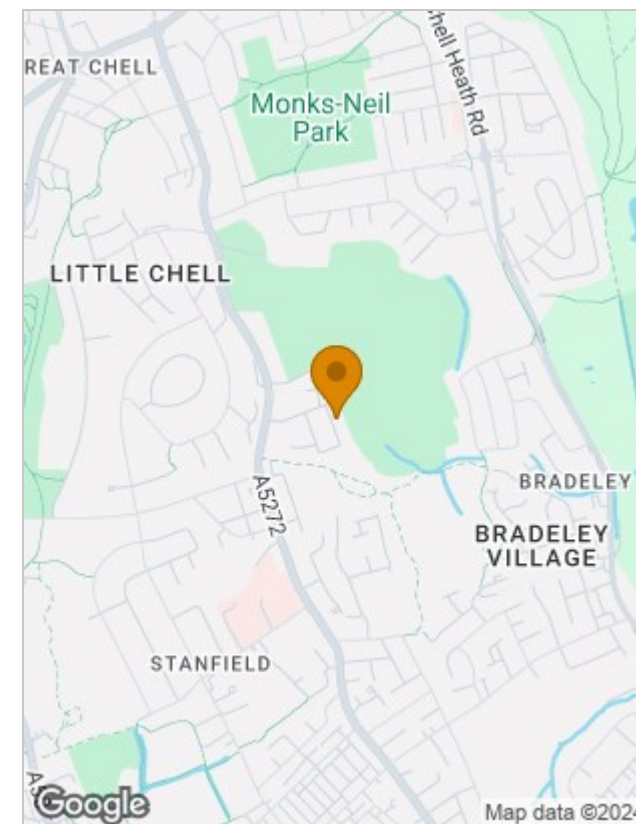 REAT CHELL
hell Heath Rd
Monks-Neil
Park
LITTLE CHELL
A5272
BRADELEY
BRADELEY
VILLAGE
STANFIELD
Google
Map data ©2024